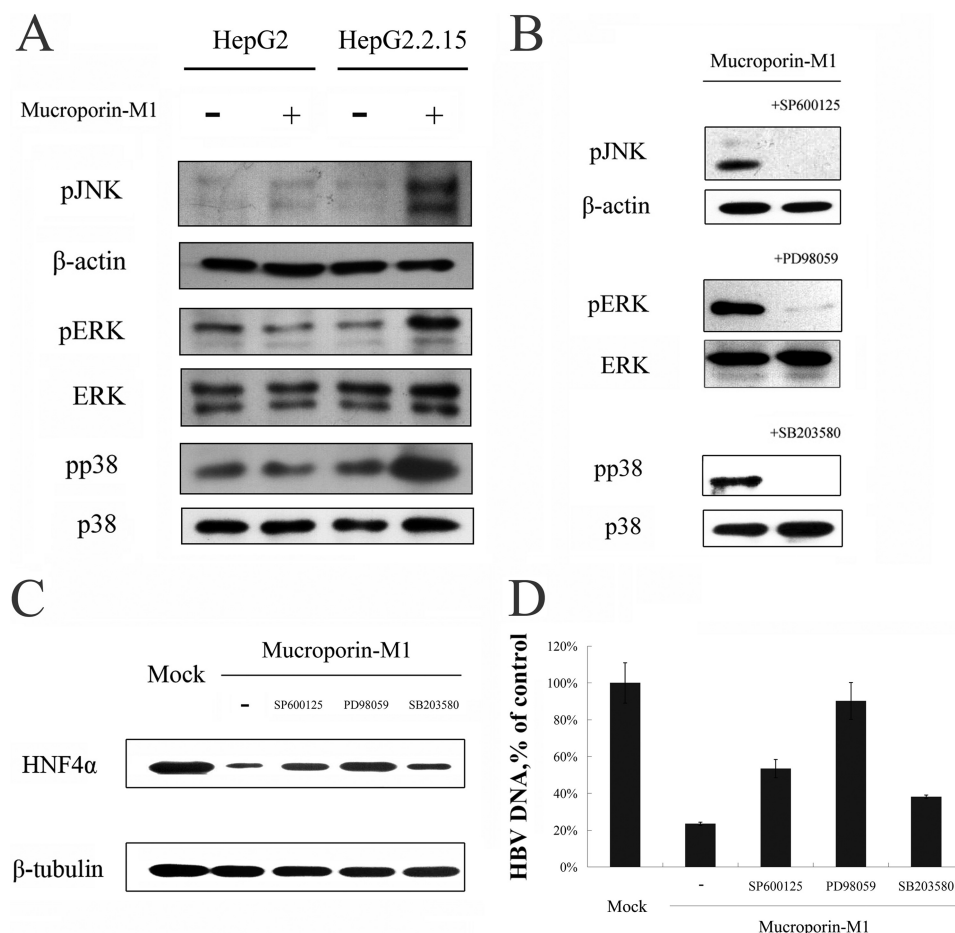 A
HepG2 HepG2.2.15
Mucroporin-M1 - + - +
pJNK
β-actin
pERK
ERK
pp38
p38
B
Mucroporin-M1
+SP600125
pJNK
β-actin
+PD98059
pERK
ERK
+SB203580
pp38
p38
C
Mucroporin-M1
Mock
- SP600125 PD98059 SB203580
HNF4α
β-tubulin
D
HBV DNA,% of control
120%
100%
80%
60%
40%
20%
0%
- SP600125 PD98059 SB203580
Mock
Mucroporin-M1